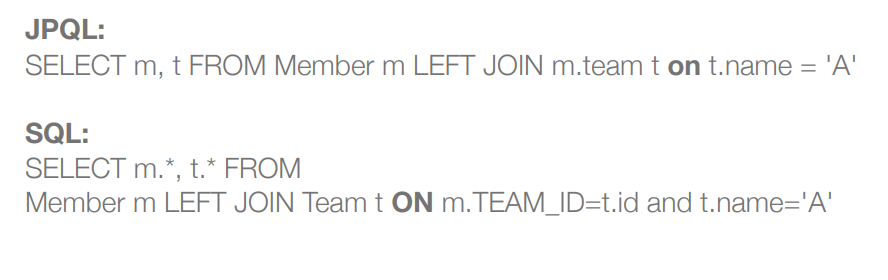 JPQL:
SELECT m, t FROM Member m LEFT JOIN m.team t on t.name = 'A'
SQL:
SELECT m.*, t.* FROM
Member m LEFT JOIN Team t ON m.TEAM_ID=t.id and t.name='A'